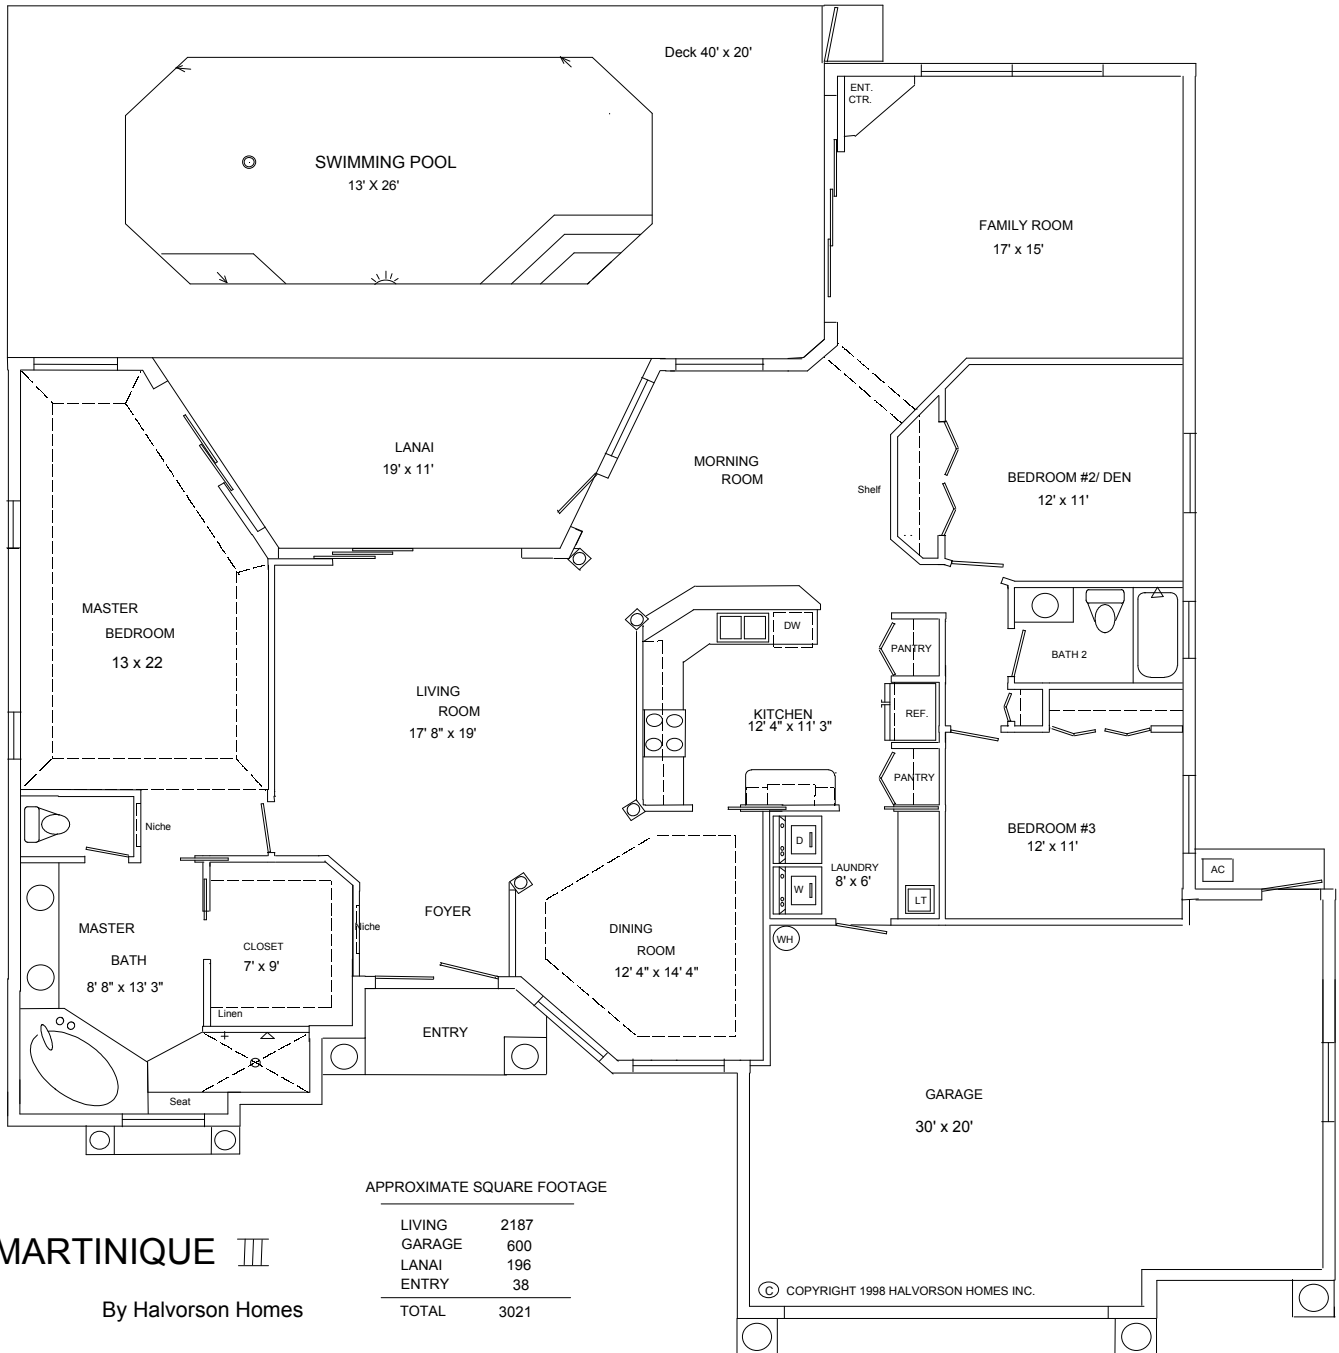 Deck 40' x 20'
ENT.
CTR.
SWIMMING POOL
13' X 26'
FAMILY ROOM
17' x 15'
LANAI
19' x 11'
MORNING
ROOM
Shelf
BEDROOM #2/ DEN
12' x 11'
MASTER
BEDROOM
13 x 22
DW
PANTRY
BATH 2
LIVING
ROOM
17' 8" x 19'
KITCHEN
12' 4" x 11' 3"
REF.
PANTRY
Niche
BEDROOM #3
12' x 11'
D
W
LAUNDRY
8' x 6'
LT
AC
MASTER
BATH
8' 8" x 13' 3"
CLOSET
7' x 9'
Linen
Niche
FOYER
DINING
ROOM
12' 4" x 14' 4"
WH
ENTRY
Seat
GARAGE
30' x 20'
APPROXIMATE SQUARE FOOTAGE
LIVING 2187
GARAGE 600
LANAI 196
ENTRY 38
TOTAL 3021
MARTINIQUE III
By Halvorson Homes
© COPYRIGHT 1998 HALVORSON HOMES INC.